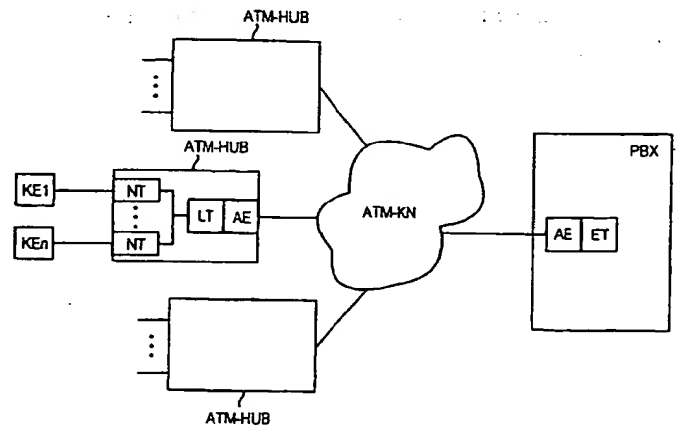 ATM-HUB
ATM-HUB
KE1
NT
LT
AE
KEn
NT
ATM-KN
PBX
AE
ET
ATM-HUB